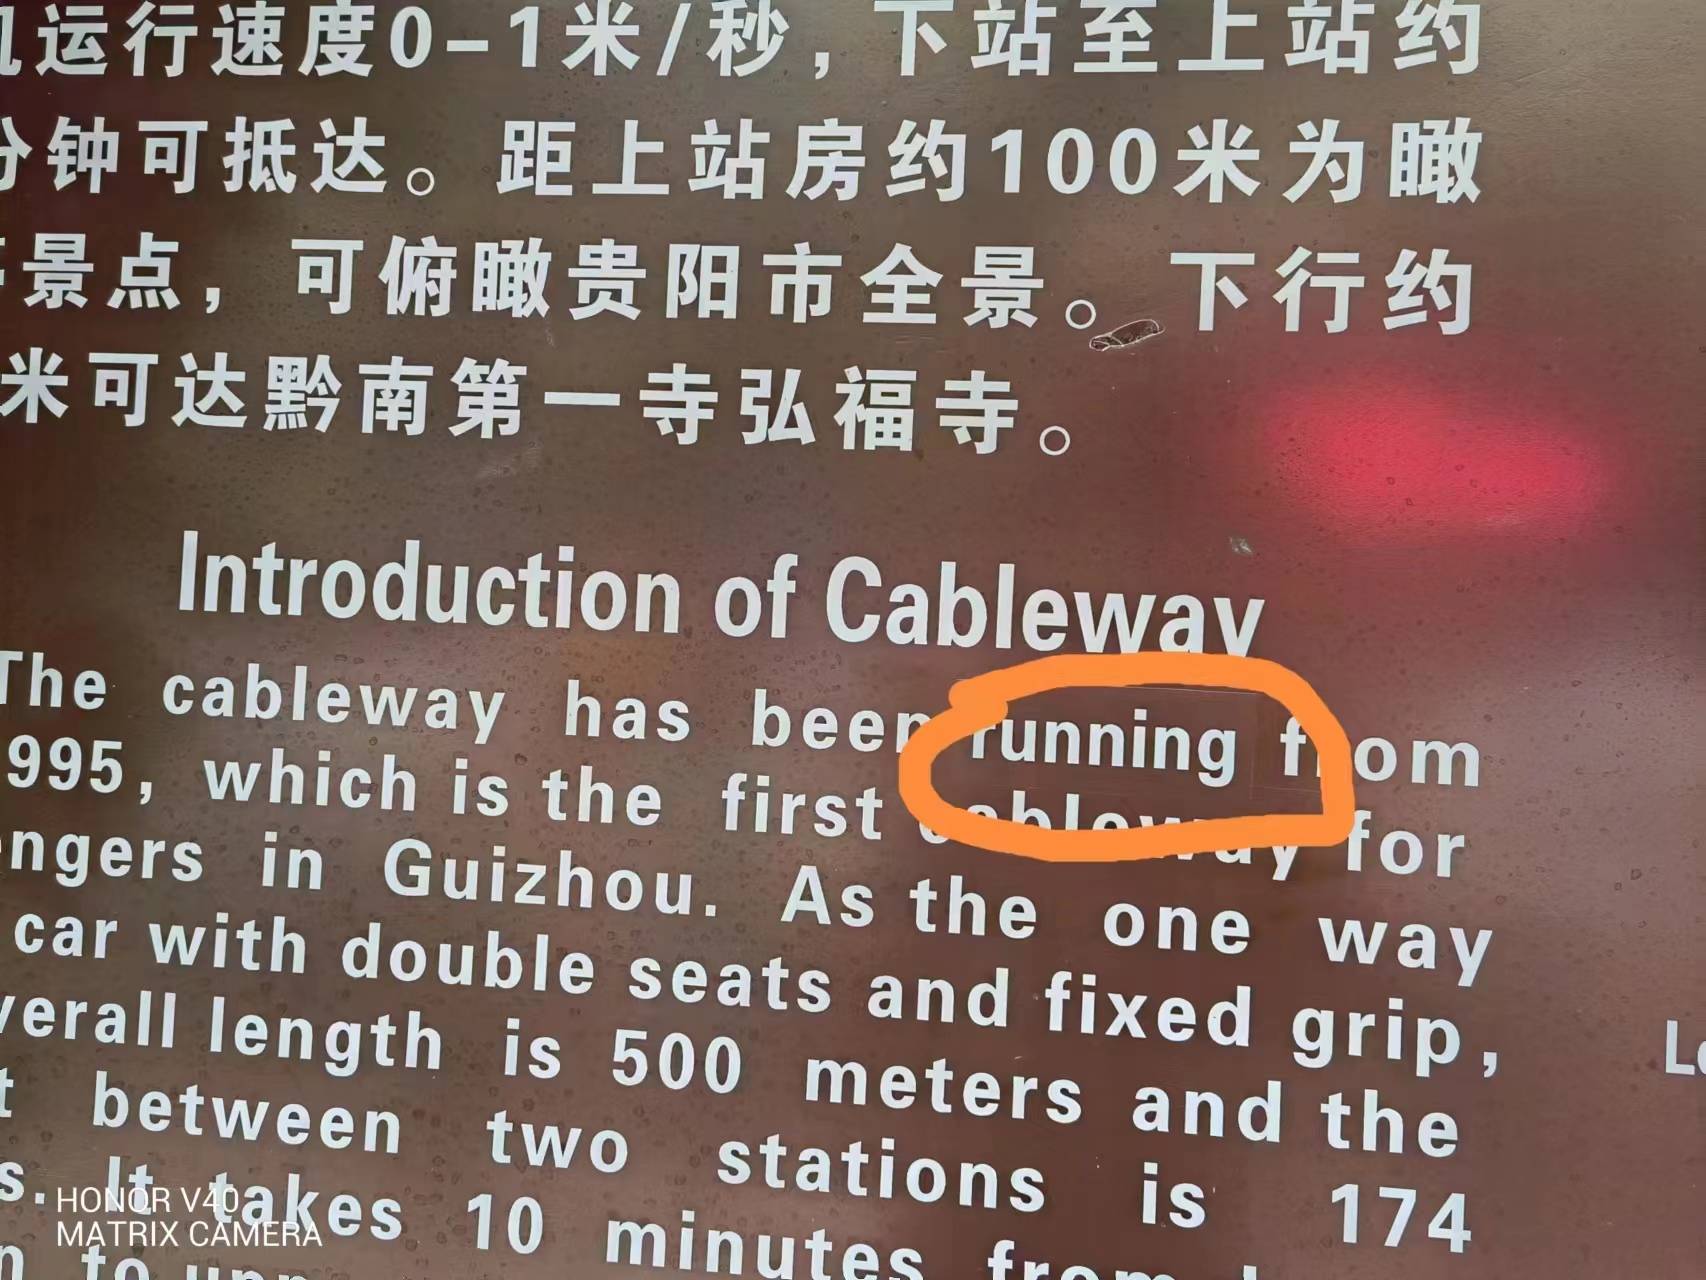 运行速度0-1米/秒，下站至上站约
分钟可抵达。距上站房约100米为瞰
景点，可俯瞰贵阳市全景。下行约
米可达黔南第一寺弘福寺。
Introduction of Cableway
The cableway has been running from
995, which is the first cableway for
engers in Guizhou. As the one way
car with double seats and fixed grip,
verall length is 500 meters and the
t between two stations is 174
s. It takes 10 minutes from
n to upp
HONOR V40
MATRIX CAMERA